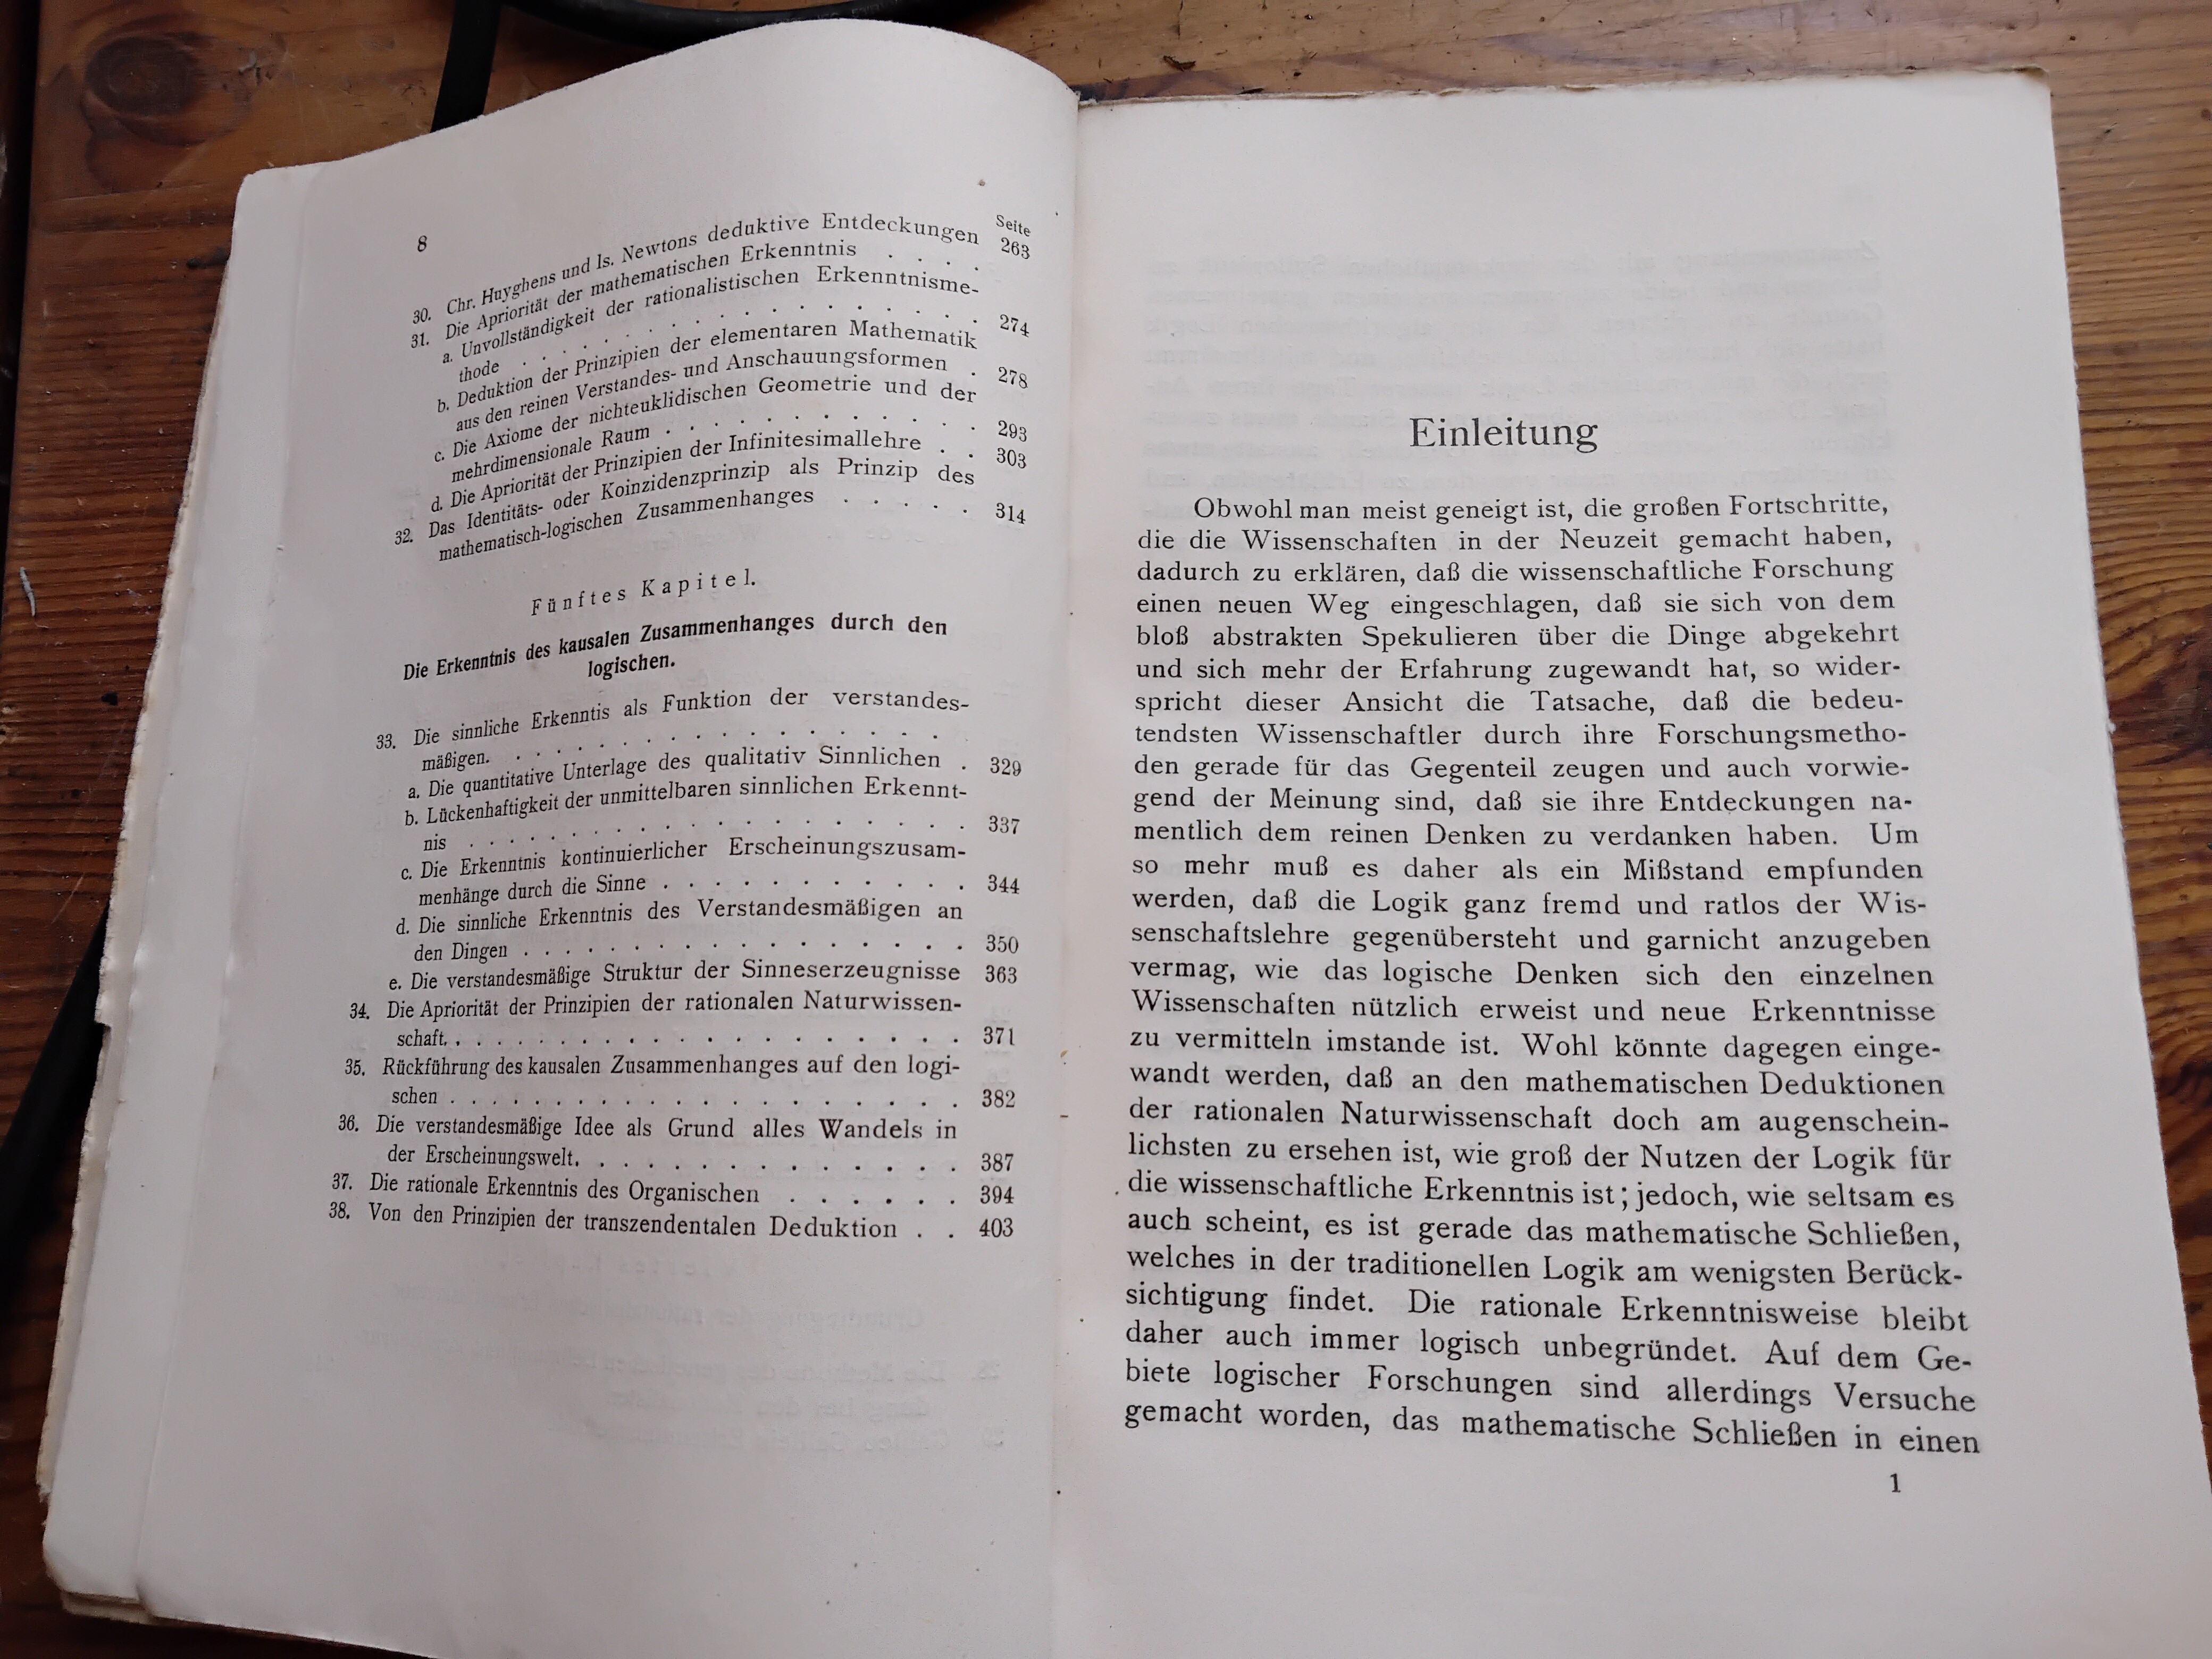 8
Seite
30. Chr. Huyghens und Is. Newtons deduktive Entdeckungen 263
31. Die Apriorität der mathematischen Erkenntnis . . . .
a. Unvollständigkeit der rationalistischen Erkenntnisme-
thode . . . . . . . . . . . . . . . 274
b. Deduktion der Prinzipien der elementaren Mathematik
aus den reinen Verstandes- und Anschauungsformen . 278
c. Die Axiome der nichteuklidischen Geometrie und der
mehrdimensionale Raum . . . . . . . . . . 293
d. Die Apriorität der Prinzipien der Infinitesimallehre . . 303
32. Das Identitäts- oder Koinzidenzprinzip als Prinzip des
mathematisch-logischen Zusammenhanges . . . . . 314
Fünftes Kapitel.
Die Erkenntnis des kausalen Zusammenhanges durch den
logischen.
33. Die sinnliche Erkenntis als Funktion der verstandes-
mäßigen. . . . . . . . . . . . . . . .
a. Die quantitative Unterlage des qualitativ Sinnlichen . 329
b. Lückenhaftigkeit der unmittelbaren sinnlichen Erkennt-
nis . . . . . . . . . . . . . . . . . 337
c. Die Erkenntnis kontinuierlicher Erscheinungszusam-
menhänge durch die Sinne . . . . . . . . . . . 344
d. Die sinnliche Erkenntnis des Verstandesmäßigen an
den Dingen . . . . . . . . . . . . . . . . 350
e. Die verstandesmäßige Struktur der Sinneserzeugnisse 363
34. Die Apriorität der Prinzipien der rationalen Naturwissen-
schaft. . . . . . . . . . . . . . . . . . . 371
35. Rückführung des kausalen Zusammenhanges auf den logi-
schen . . . . . . . . . . . . . . . . . . . 382
36. Die verstandesmäßige Idee als Grund alles Wandels in
der Erscheinungswelt. . . . . . . . . . . . . . 387
37. Die rationale Erkenntnis des Organischen . . . . . . 394
38. Von den Prinzipien der transzendentalen Deduktion . . 403
Einleitung
Obwohl man meist geneigt ist, die großen Fortschritte,
die die Wissenschaften in der Neuzeit gemacht haben,
dadurch zu erklären, daß die wissenschaftliche Forschung
einen neuen Weg eingeschlagen, daß sie sich von dem
bloß abstrakten Spekulieren über die Dinge abgekehrt
und sich mehr der Erfahrung zugewandt hat, so wider-
spricht dieser Ansicht die Tatsache, daß die bedeu-
tendsten Wissenschaftler durch ihre Forschungsmetho-
den gerade für das Gegenteil zeugen und auch vorwie-
gend der Meinung sind, daß sie ihre Entdeckungen na-
mentlich dem reinen Denken zu verdanken haben. Um
so mehr muß es daher als ein Mißstand empfunden
werden, daß die Logik ganz fremd und ratlos der Wis-
senschaftslehre gegenübersteht und garnicht anzugeben
vermag, wie das logische Denken sich den einzelnen
Wissenschaften nützlich erweist und neue Erkenntnisse
zu vermitteln imstande ist. Wohl könnte dagegen einge-
wandt werden, daß an den mathematischen Deduktionen
der rationalen Naturwissenschaft doch am augenschein-
lichsten zu ersehen ist, wie groß der Nutzen der Logik für
die wissenschaftliche Erkenntnis ist; jedoch, wie seltsam es
auch scheint, es ist gerade das mathematische Schließen,
welches in der traditionellen Logik am wenigsten Berück-
sichtigung findet. Die rationale Erkenntnisweise bleibt
daher auch immer logisch unbegründet. Auf dem Ge-
biete logischer Forschungen sind allerdings Versuche
gemacht worden, das mathematische Schließen in einen
1